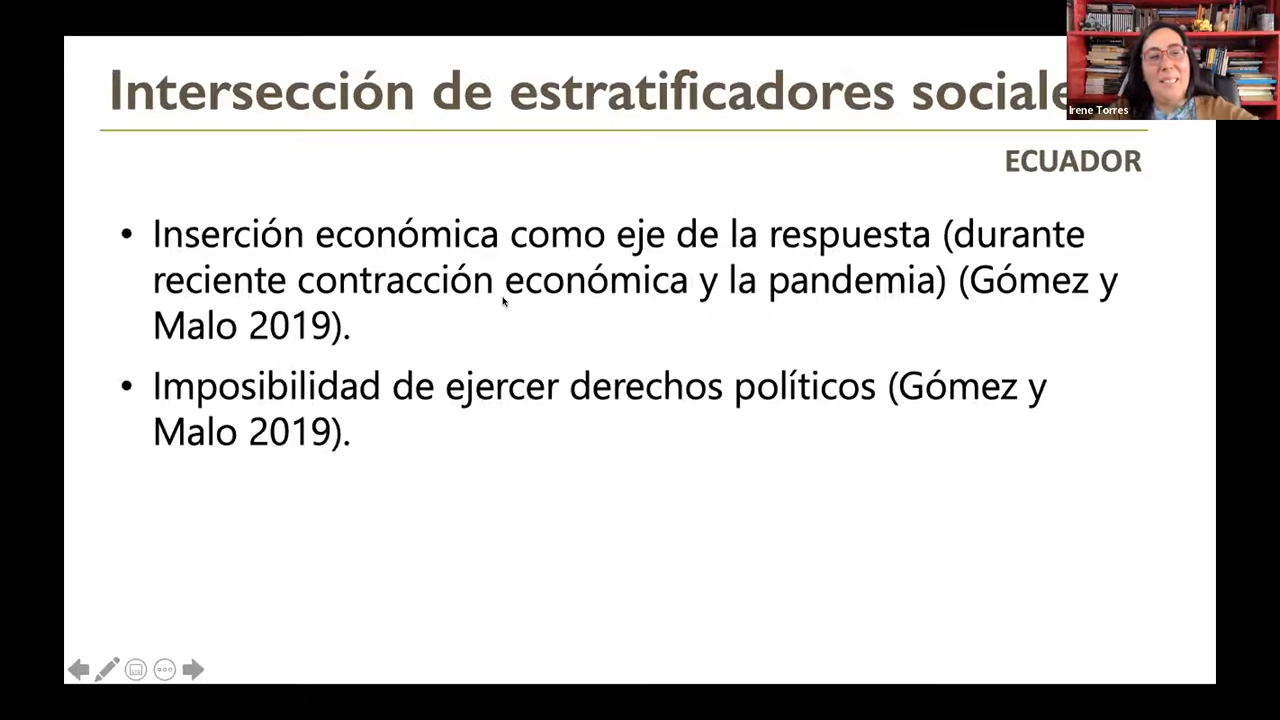 Intersección de estratificadores sociale
Irene Torres
ECUADOR
• Inserción económica como eje de la respuesta (durante
reciente contracción económica y la pandemia) (Gómez y
Malo 2019).
• Imposibilidad de ejercer derechos políticos (Gómez y
Malo 2019).